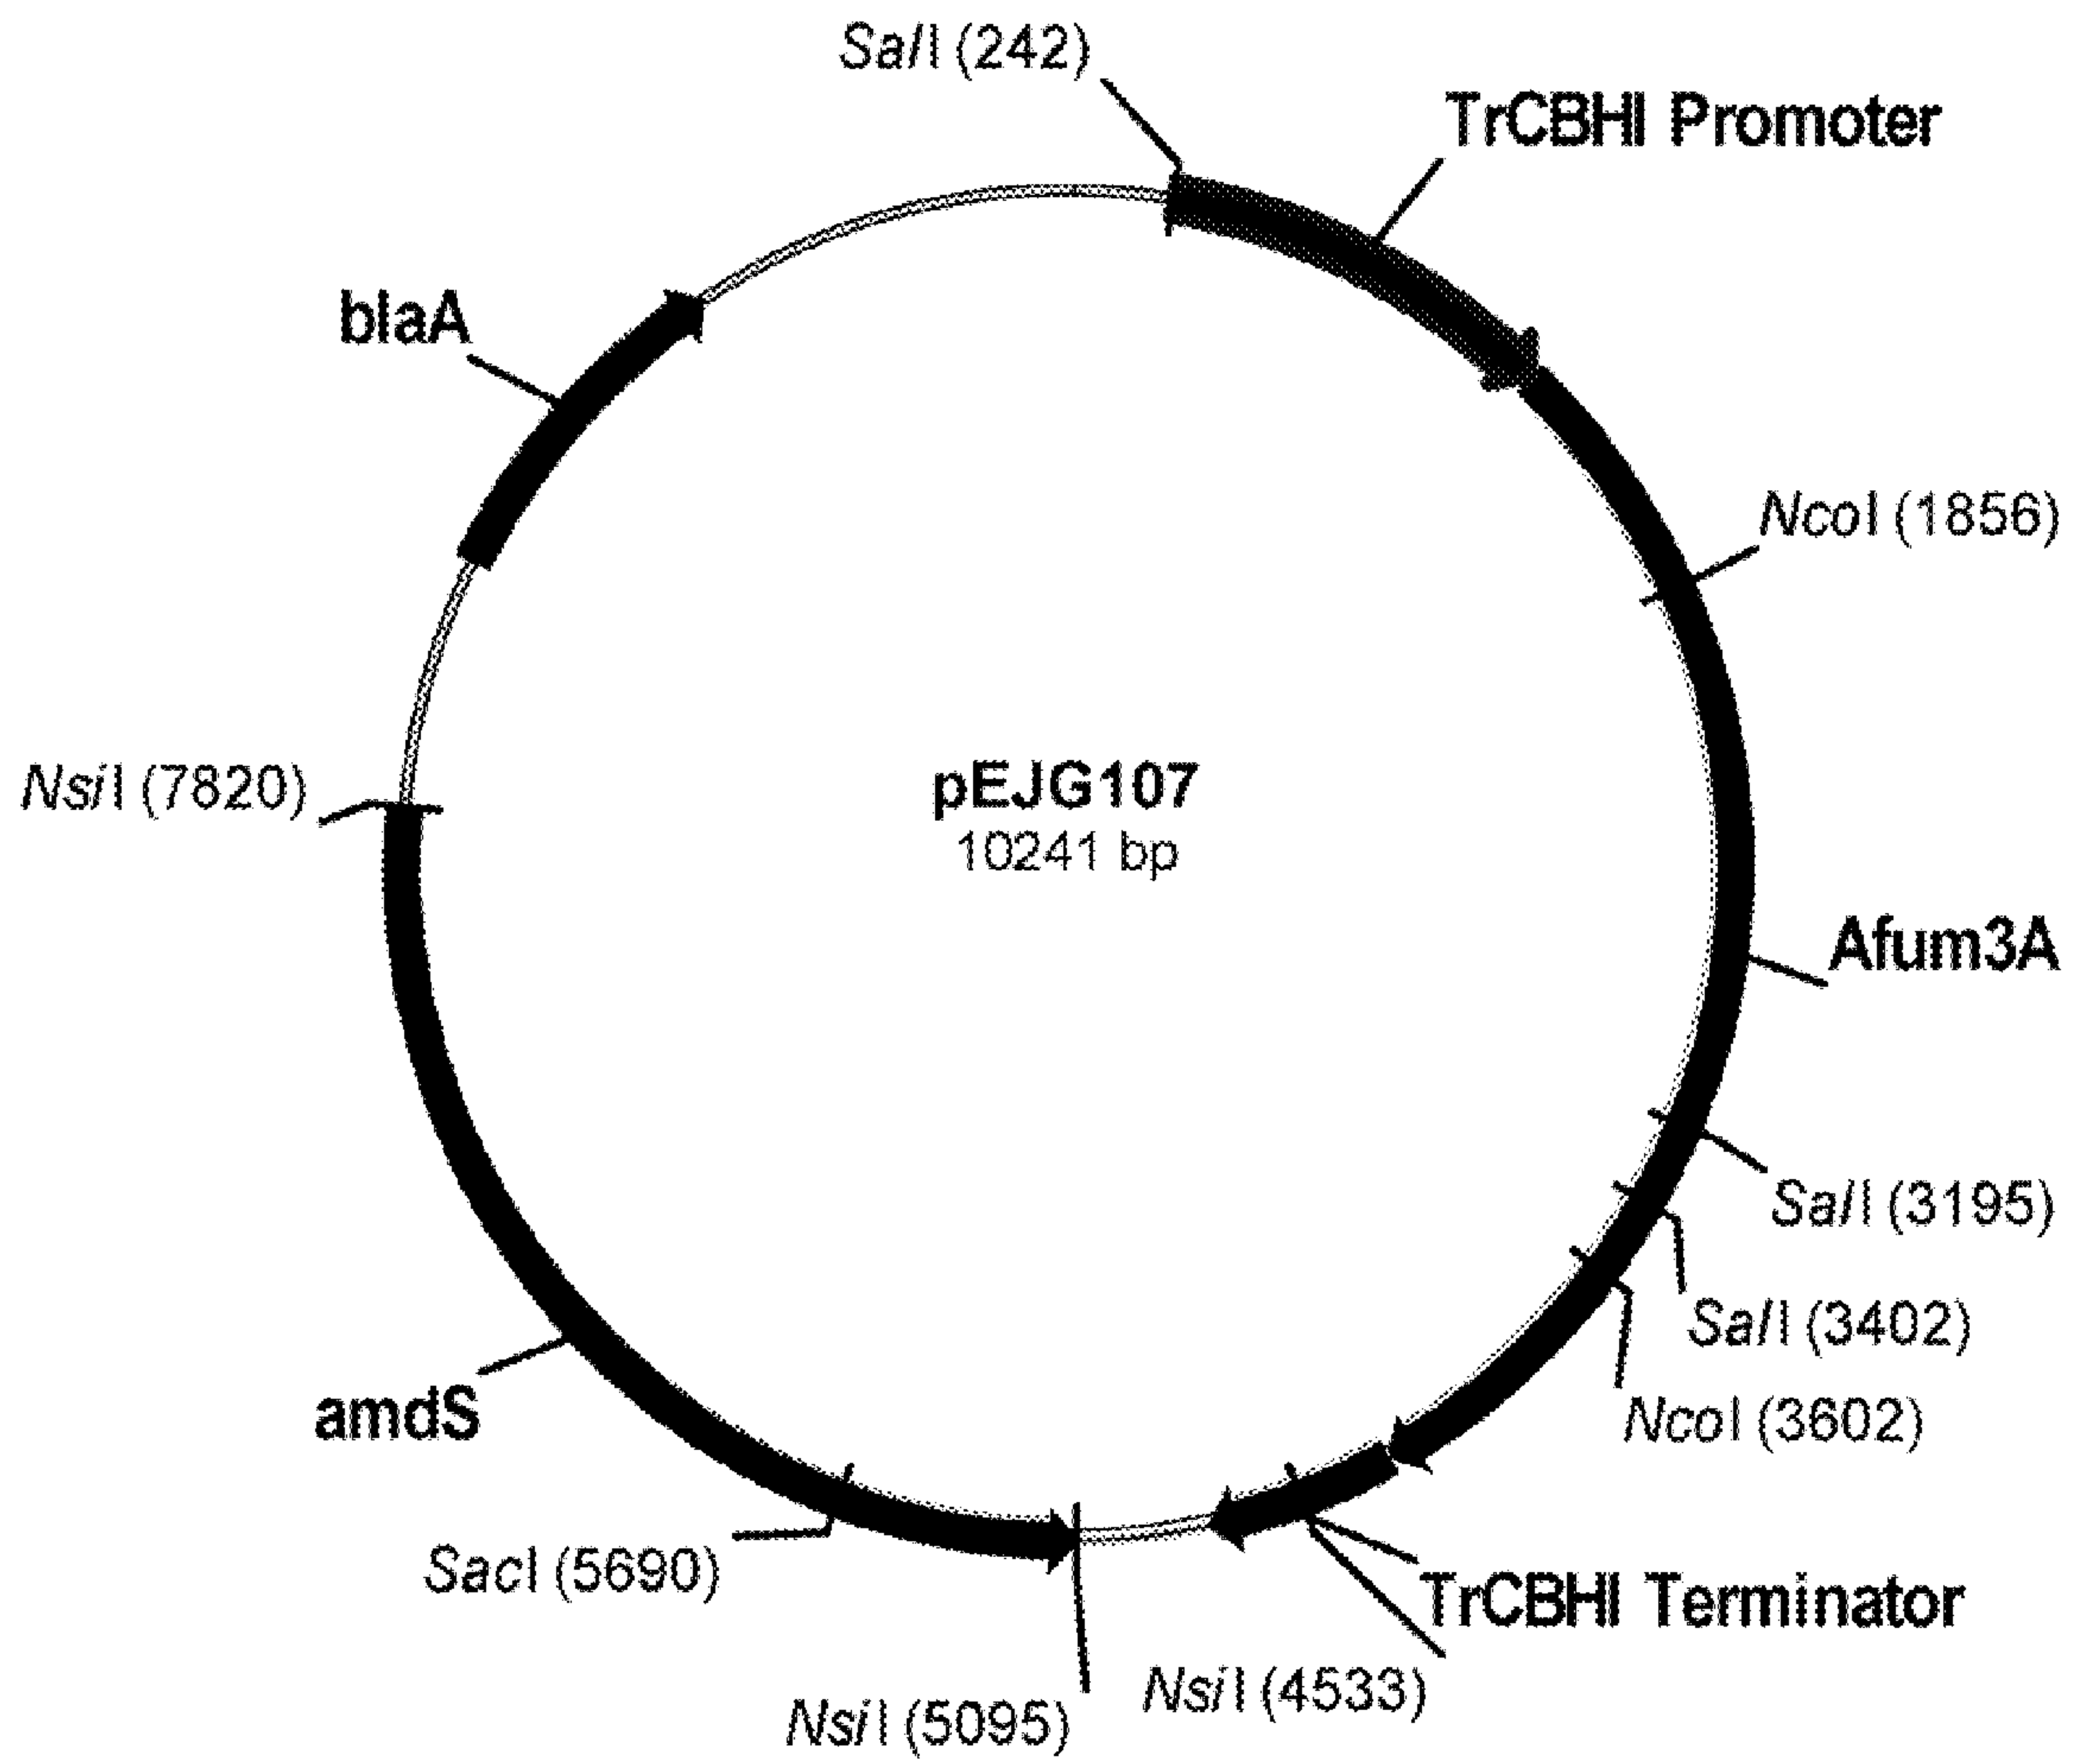 SalI (242)
TrCBHI Promoter
blaA
NcoI (1856)
NsiI (7820)
pEJG107
10241 bp
Afum3A
SalI (3195)
SalI (3402)
amdS
NcoI (3602)
SacI (5690)
TrCBHI Terminator
NsiI (4533)
NsiI (5095)